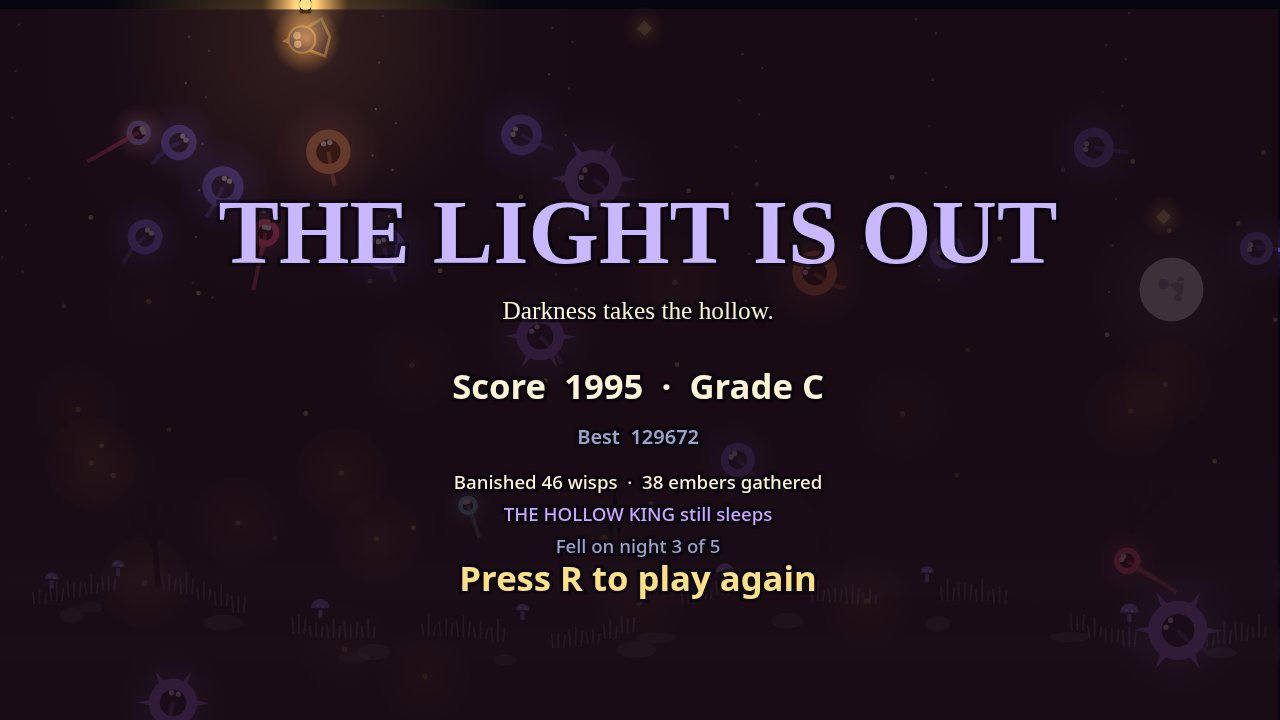 THE LIGHT IS OUT
Darkness takes the hollow.
Score 1995 · Grade C
Best 129672
Banished 46 wisps · 38 embers gathered
THE HOLLOW KING still sleeps
Fell on night 3 of 5
Press R to play again